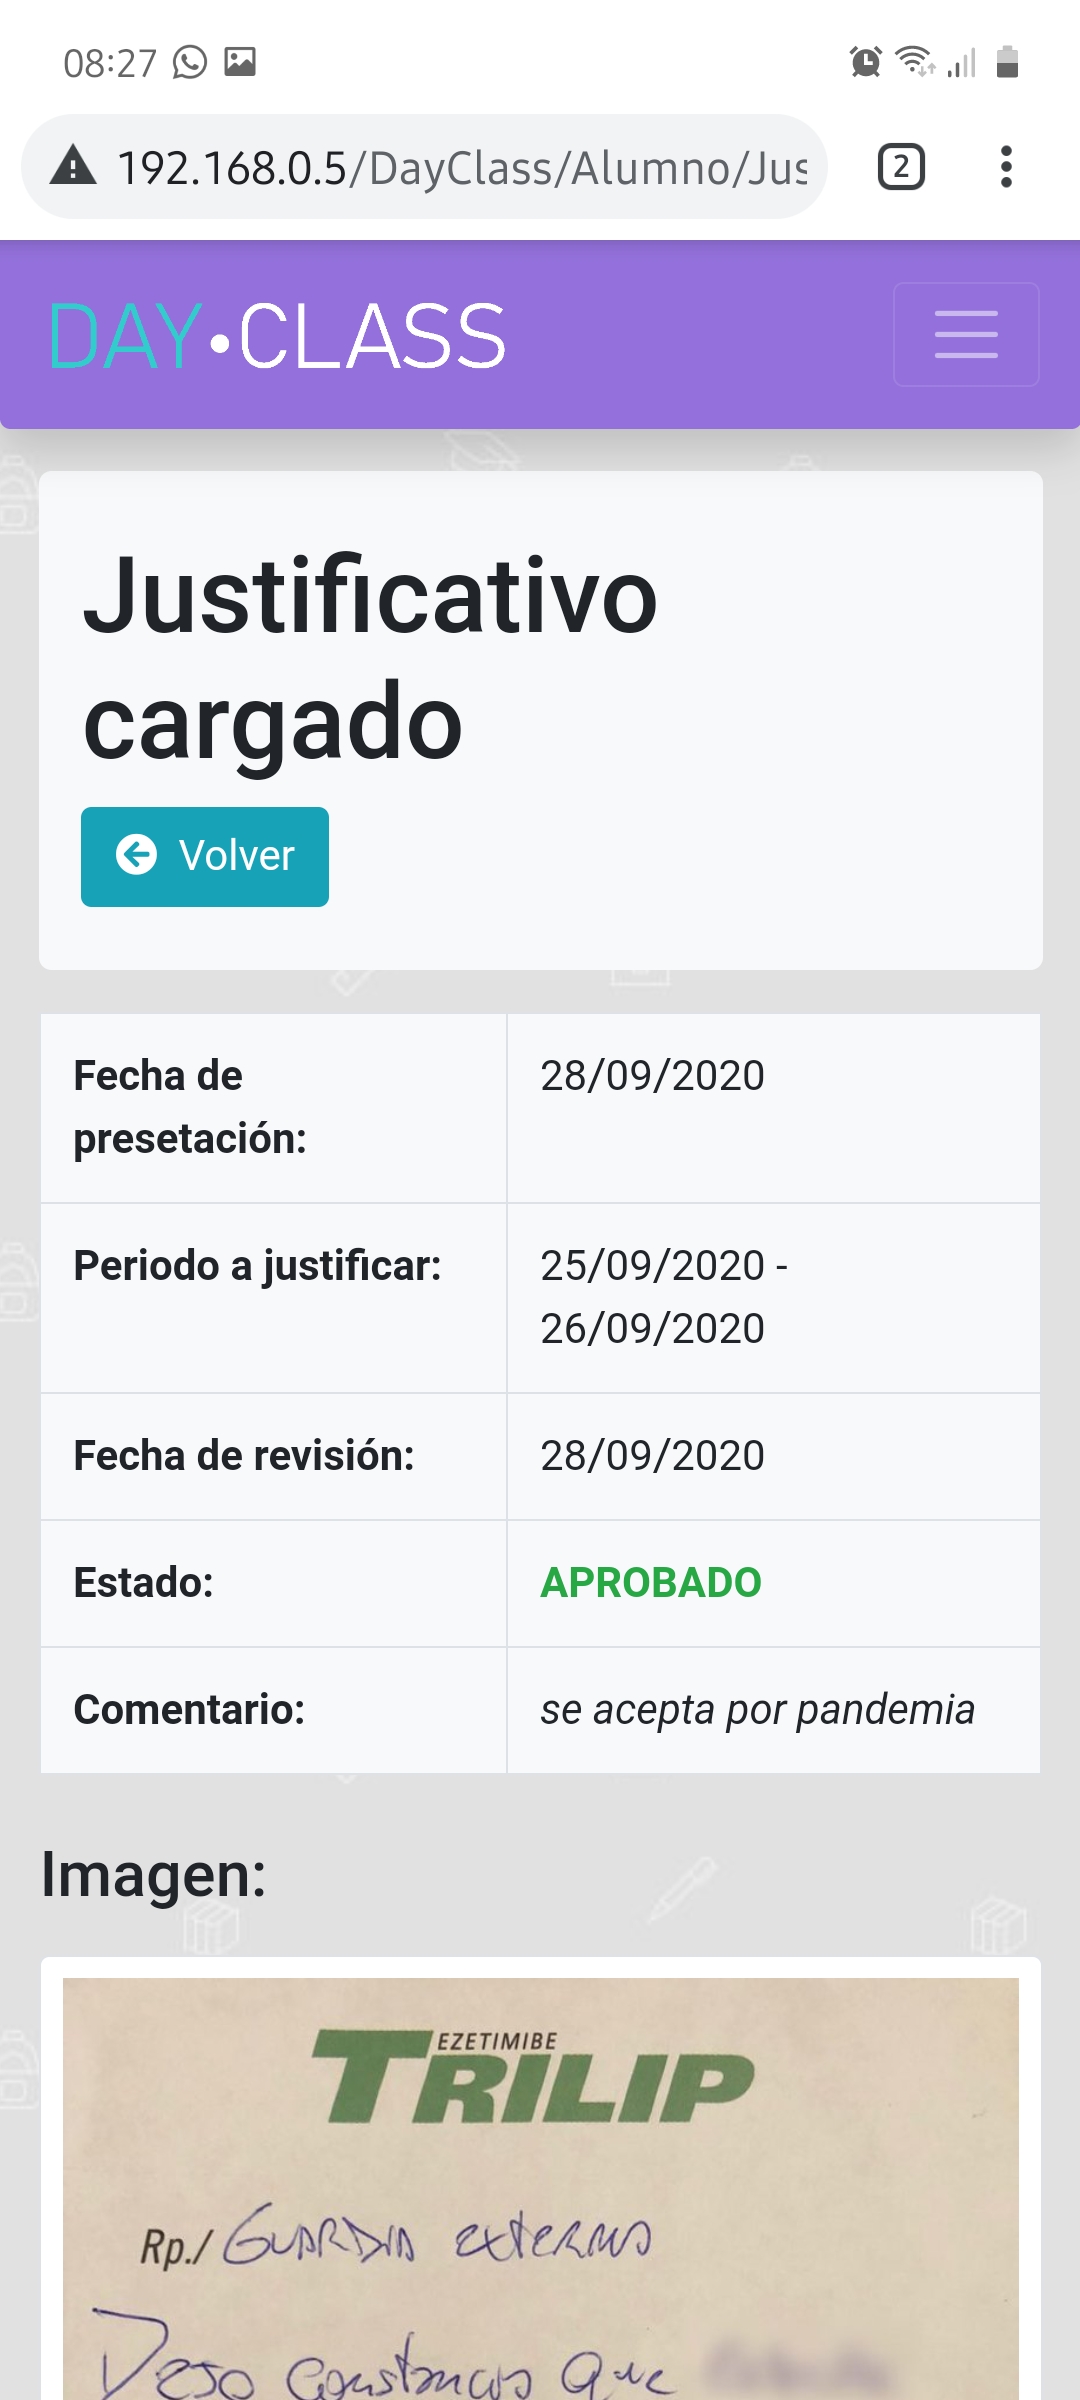 08:27
192.168.0.5/DayClass/Alumno/Jus
2
DAY•CLASS
Justificativo
cargado
Volver
Fecha de
presetación:
28/09/2020
Periodo a justificar:
25/09/2020 -
26/09/2020
Fecha de revisión:
28/09/2020
Estado:
APROBADO
Comentario:
se acepta por pandemia
Imagen:
EZETIMIBE
TRILIP
Rp./ GUARDIA externa
Dejo constancia que